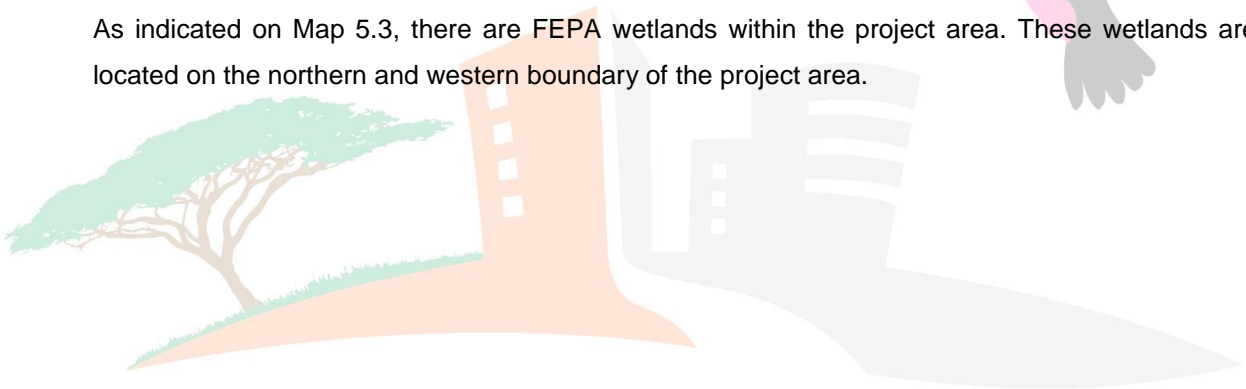 As indicated on Map 5.3, there are FEPA wetlands within the project area. These wetlands are
located on the northern and western boundary of the project area.